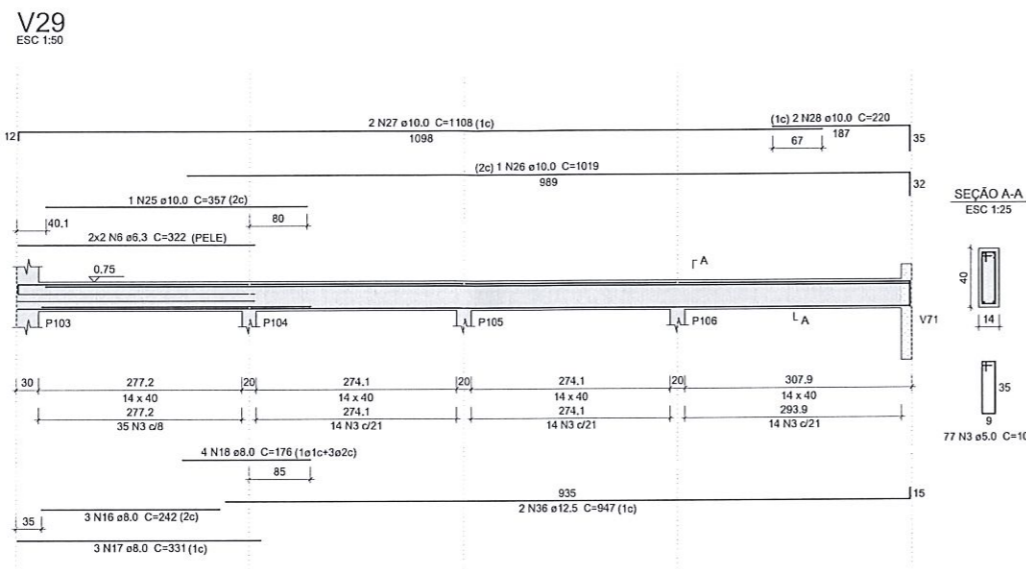 V29
ESC 1:50
2 N27 ø10.0 C=1108 (1c)
(1c) 2 N28 ø10.0 C=220
12
1098
187
35
67
(2c) 1 N26 ø10.0 C=1019
989
32
SEÇÃO A-A
ESC 1:25
1 N25 ø10.0 C=357 (2c)
40.1
80
2x2 N6 ø6.3 C=322 (PELE)
A
0.75
40
14
P103
P104
P105
P106
A
V71
30
277.2
20
274.1
20
274.1
20
307.9
14 x 40
14 x 40
14 x 40
14 x 40
277.2
274.1
274.1
293.9
35 N3 c/8
14 N3 c/21
14 N3 c/21
14 N3 c/21
35
9
77 N3 ø5.0 C=10
4 N18 ø8.0 C=176 (1ø1c+3ø2c)
85
935
15
2 N36 ø12.5 C=947 (1c)
35
3 N16 ø8.0 C=242 (2c)
3 N17 ø8.0 C=331 (1c)